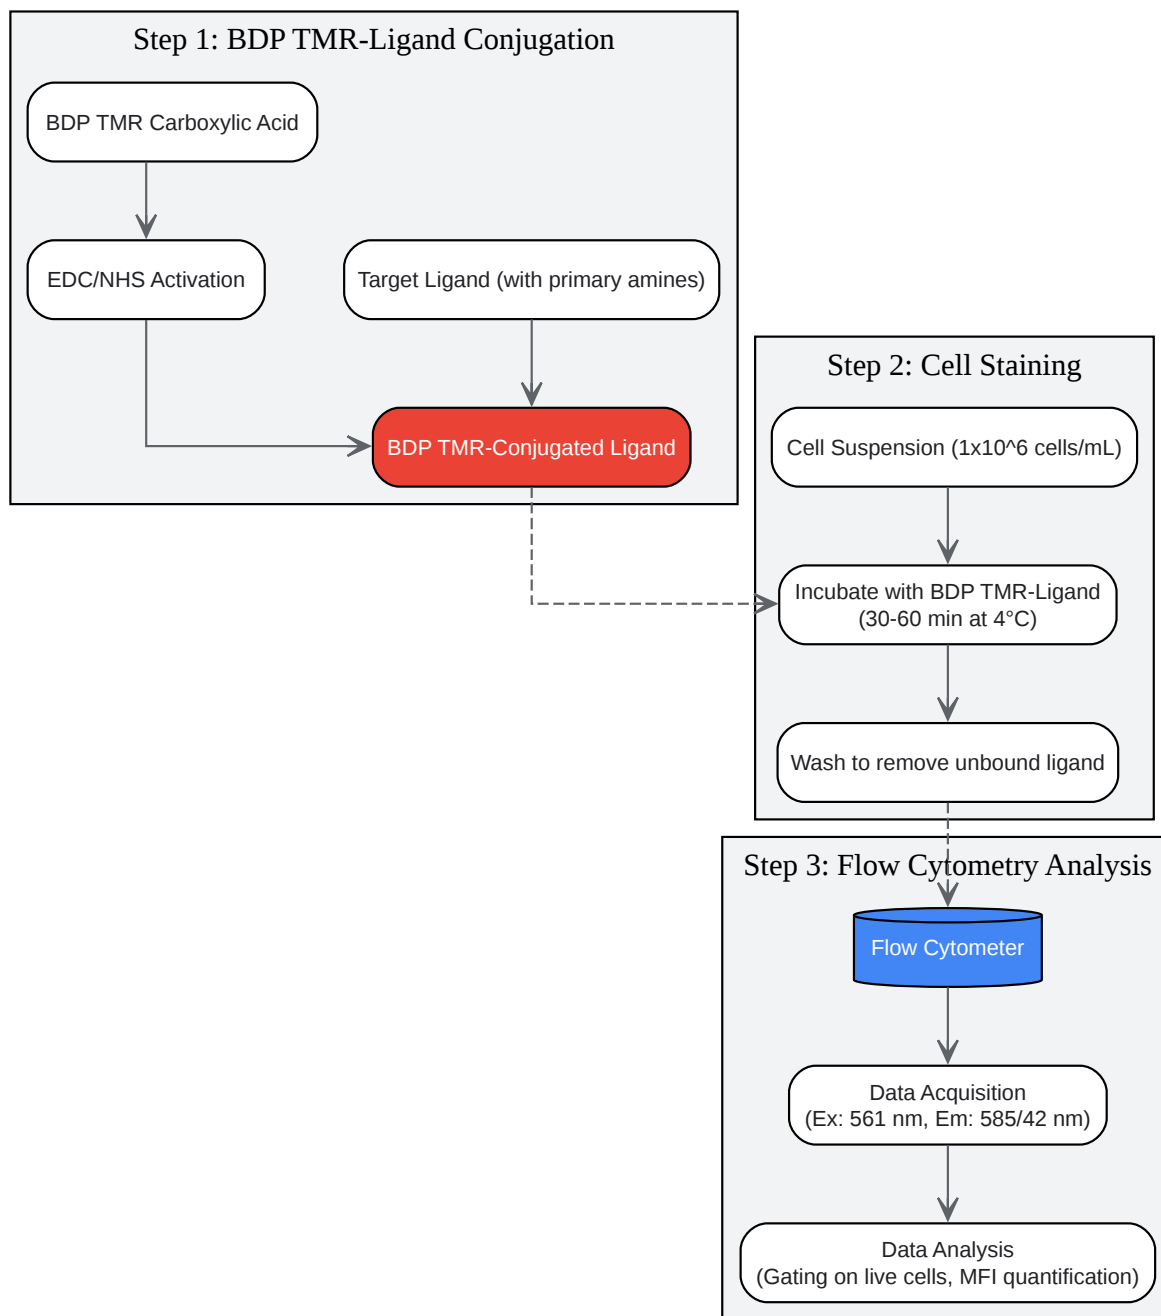 Step 1: BDP TMR-Ligand Conjugation
BDP TMR Carboxylic Acid
EDC/NHS Activation
Target Ligand (with primary amines)
BDP TMR-Conjugated Ligand
Step 2: Cell Staining
Cell Suspension (1x10^6 cells/mL)
Incubate with BDP TMR-Ligand
(30-60 min at 4°C)
Wash to remove unbound ligand
Step 3: Flow Cytometry Analysis
Flow Cytometer
Data Acquisition
(Ex: 561 nm, Em: 585/42 nm)
Data Analysis
(Gating on live cells, MFI quantification)